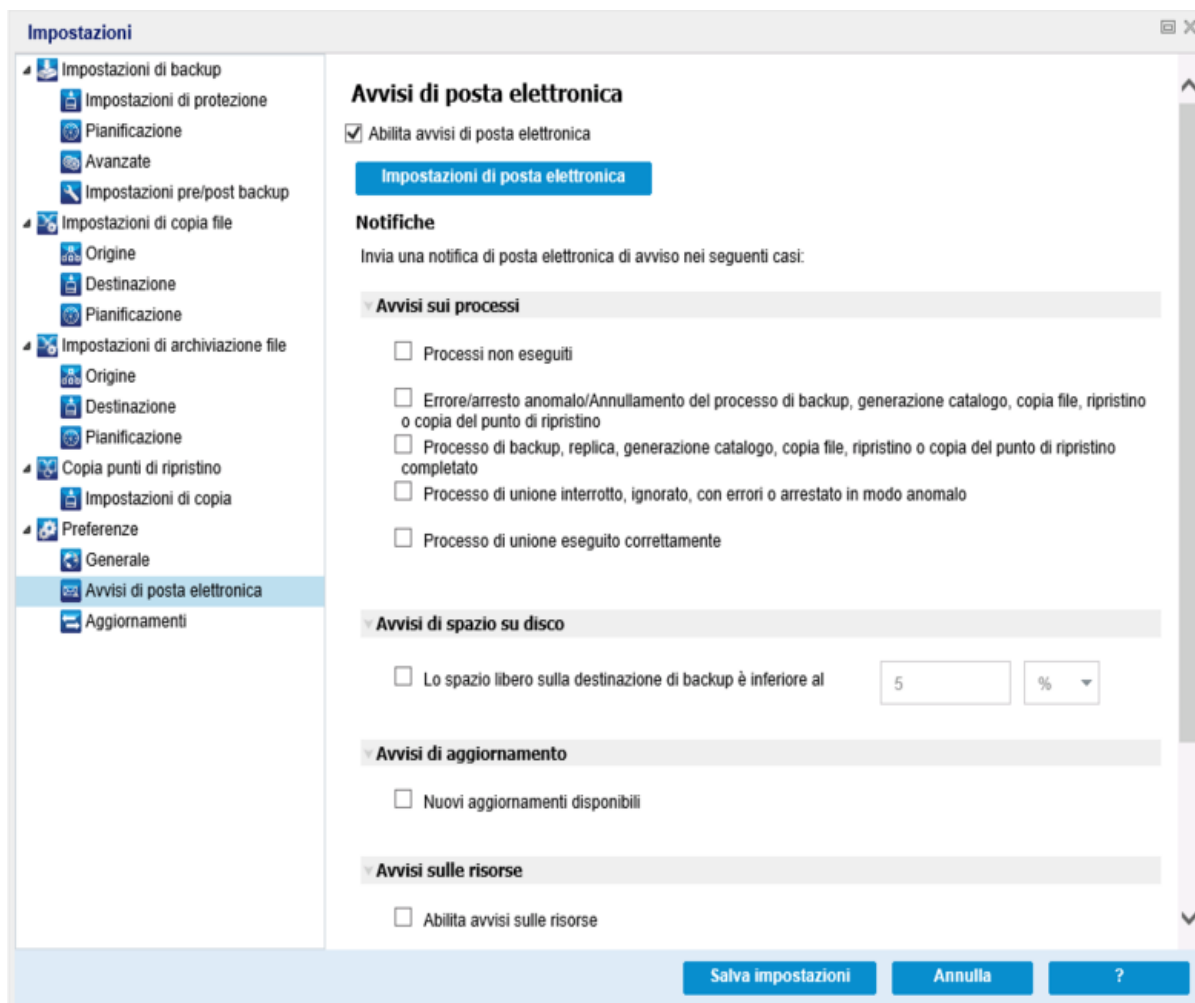 Impostazioni
Impostazioni di backup
Impostazioni di protezione
Pianificazione
Avanzate
Impostazioni pre/post backup
Impostazioni di copia file
Origine
Destinazione
Pianificazione
Impostazioni di archiviazione file
Origine
Destinazione
Pianificazione
Copia punti di ripristino
Impostazioni di copia
Preferenze
Generale
Avvisi di posta elettronica
Aggiornamenti
Avvisi di posta elettronica
Abilita avvisi di posta elettronica
Impostazioni di posta elettronica
Notifiche
Invia una notifica di posta elettronica di avviso nei seguenti casi:
Avvisi sui processi
Processi non eseguiti
Errore/arresto anomalo/Annullamento del processo di backup, generazione catalogo, copia file, ripristino
o copia del punto di ripristino
Processo di backup, replica, generazione catalogo, copia file, ripristino o copia del punto di ripristino
completato
Processo di unione interrotto, ignorato, con errori o arrestato in modo anomalo
Processo di unione eseguito correttamente
Avvisi di spazio su disco
Lo spazio libero sulla destinazione di backup è inferiore al 5 %
Avvisi di aggiornamento
Nuovi aggiornamenti disponibili
Avvisi sulle risorse
Abilita avvisi sulle risorse
Salva impostazioni Annulla ?